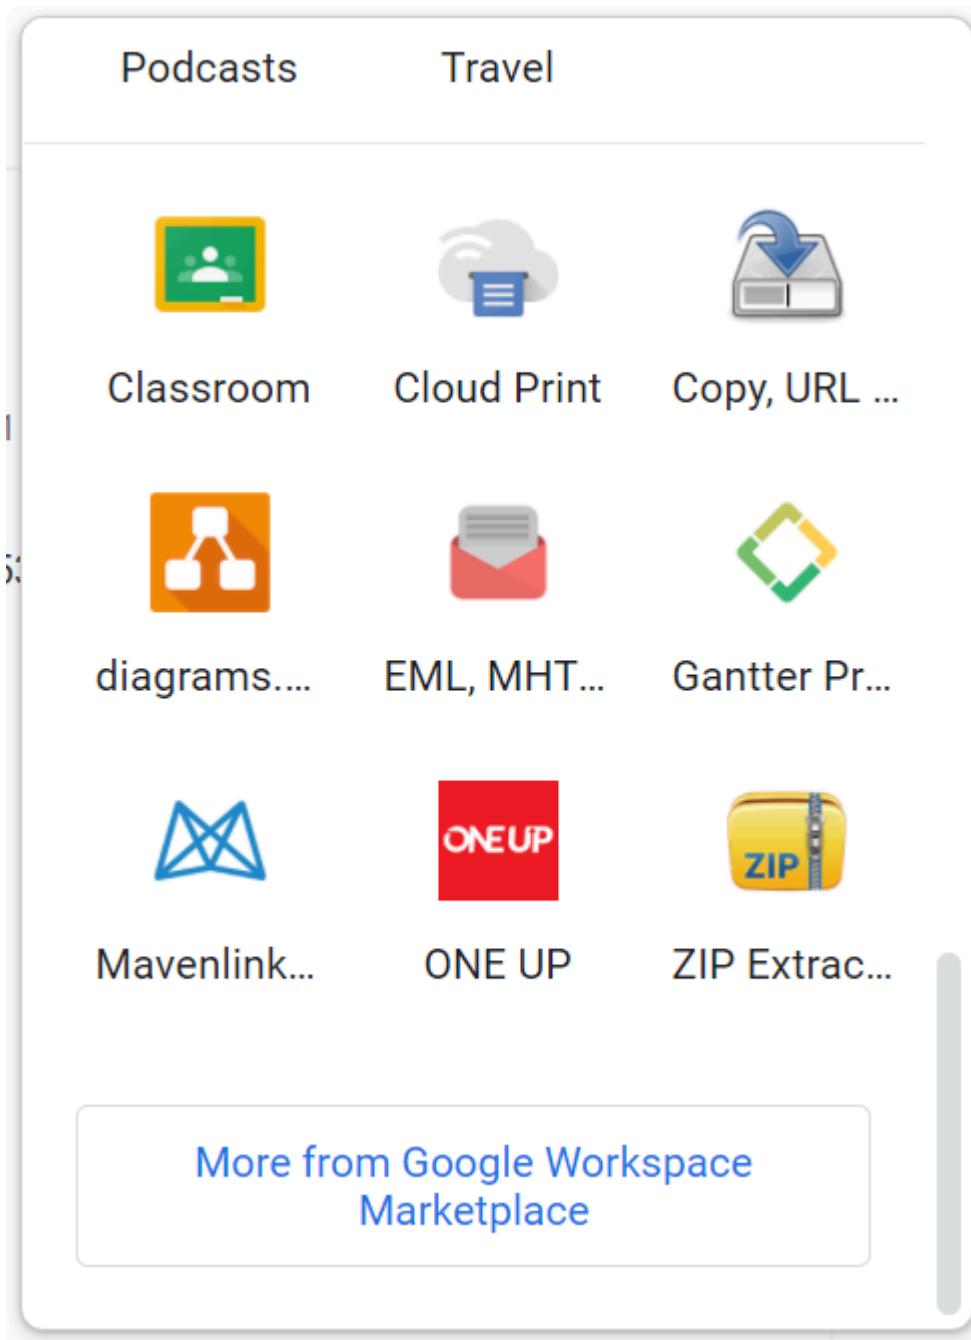 Podcasts Travel
Classroom Cloud Print Copy, URL ...
diagrams.... EML, MHT... Gantter Pr...
ONE UP
ZIP
Mavenlink... ONE UP ZIP Extrac...
More from Google Workspace
Marketplace